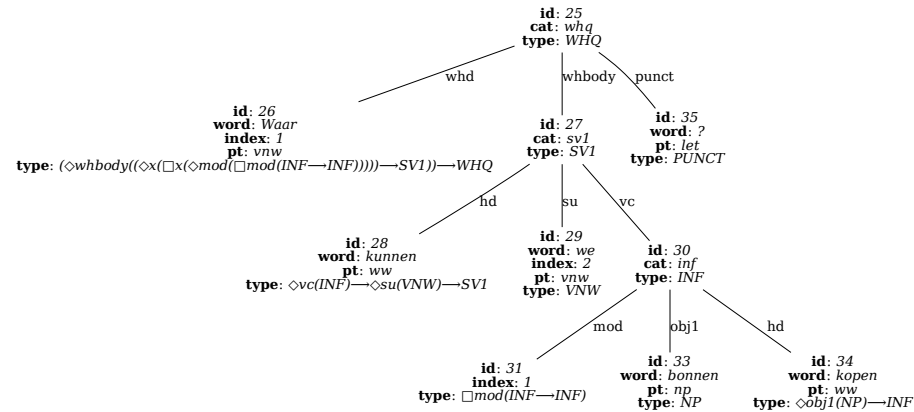 id: 25
cat: whq
type: WHQ
whd
whbody
punct
id: 26
word: Waar
index: 1
pt: vnw
type: (◇whbody((◇x(□x(◇mod(□mod(INF⟶INF)))))⟶SV1))⟶WHQ
id: 27
cat: sv1
type: SV1
id: 35
word: ?
pt: let
type: PUNCT
hd
su
vc
id: 28
word: kunnen
pt: ww
type: ◇vc(INF)⟶◇su(VNW)⟶SV1
id: 29
word: we
index: 2
pt: vnw
type: VNW
id: 30
cat: inf
type: INF
mod
obj1
hd
id: 31
index: 1
type: □mod(INF⟶INF)
id: 33
word: bonnen
pt: np
type: NP
id: 34
word: kopen
pt: ww
type: ◇obj1(NP)⟶INF